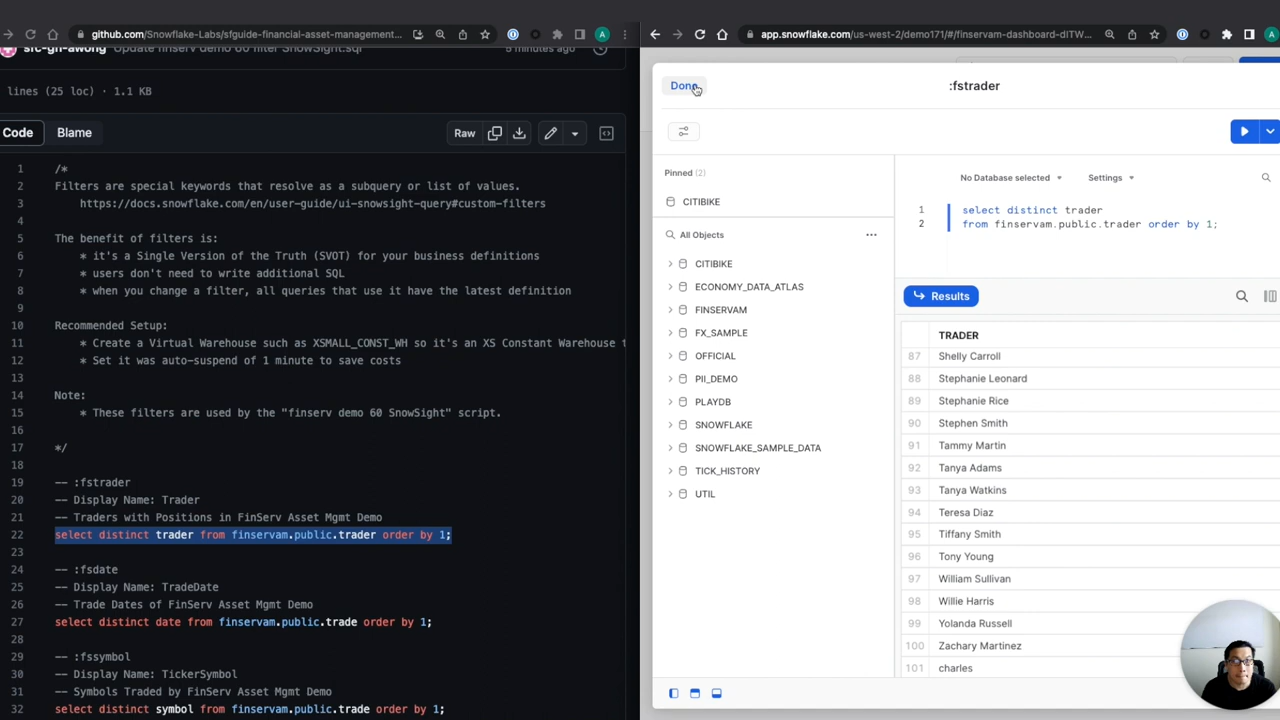 github.com/Snowflake-Labs/sfguide-financial-asset-management...
A
app.snowflake.com/us-west-2/demo171/#/finservam-dashboard-dITW...
A
sfc-gh-awong Update finserv demo 60 filter SnowSight.sql
5 minutes ago
lines (25 loc) · 1.1 KB
Code
Blame
Raw
1 /*
2 Filters are special keywords that resolve as a subquery or list of values.
3 https://docs.snowflake.com/en/user-guide/ui-snowsight-query#custom-filters
4
5 The benefit of filters is:
6 * it's a Single Version of the Truth (SVOT) for your business definitions
7 * users don't need to write additional SQL
8 * when you change a filter, all queries that use it have the latest definition
9
10 Recommended Setup:
11 * Create a Virtual Warehouse such as XSMALL_CONST_WH so it's an XS Constant Warehouse t
12 * Set it was auto-suspend of 1 minute to save costs
13
14 Note:
15 * These filters are used by the "finserv demo 60 SnowSight" script.
16
17 */
18
19 -- :fstrader
20 -- Display Name: Trader
21 -- Traders with Positions in FinServ Asset Mgmt Demo
22 select distinct trader from finservam.public.trader order by 1;
23
24 -- :fsdate
25 -- Display Name: TradeDate
26 -- Trade Dates of FinServ Asset Mgmt Demo
27 select distinct date from finservam.public.trade order by 1;
28
29 -- :fssymbol
30 -- Display Name: TickerSymbol
31 -- Symbols Traded by FinServ Asset Mgmt Demo
32 select distinct symbol from finservam.public.trade order by 1;
Done
:fstrader
Pinned (2)
CITIBIKE
All Objects
CITIBIKE
ECONOMY_DATA_ATLAS
FINSERVAM
FX_SAMPLE
OFFICIAL
PII_DEMO
PLAYDB
SNOWFLAKE
SNOWFLAKE_SAMPLE_DATA
TICK_HISTORY
UTIL
No Database selected
Settings
1 select distinct trader
2 from finservam.public.trader order by 1;
Results
TRADER
87 Shelly Carroll
88 Stephanie Leonard
89 Stephanie Rice
90 Stephen Smith
91 Tammy Martin
92 Tanya Adams
93 Tanya Watkins
94 Teresa Diaz
95 Tiffany Smith
96 Tony Young
97 William Sullivan
98 Willie Harris
99 Yolanda Russell
100 Zachary Martinez
101 charles